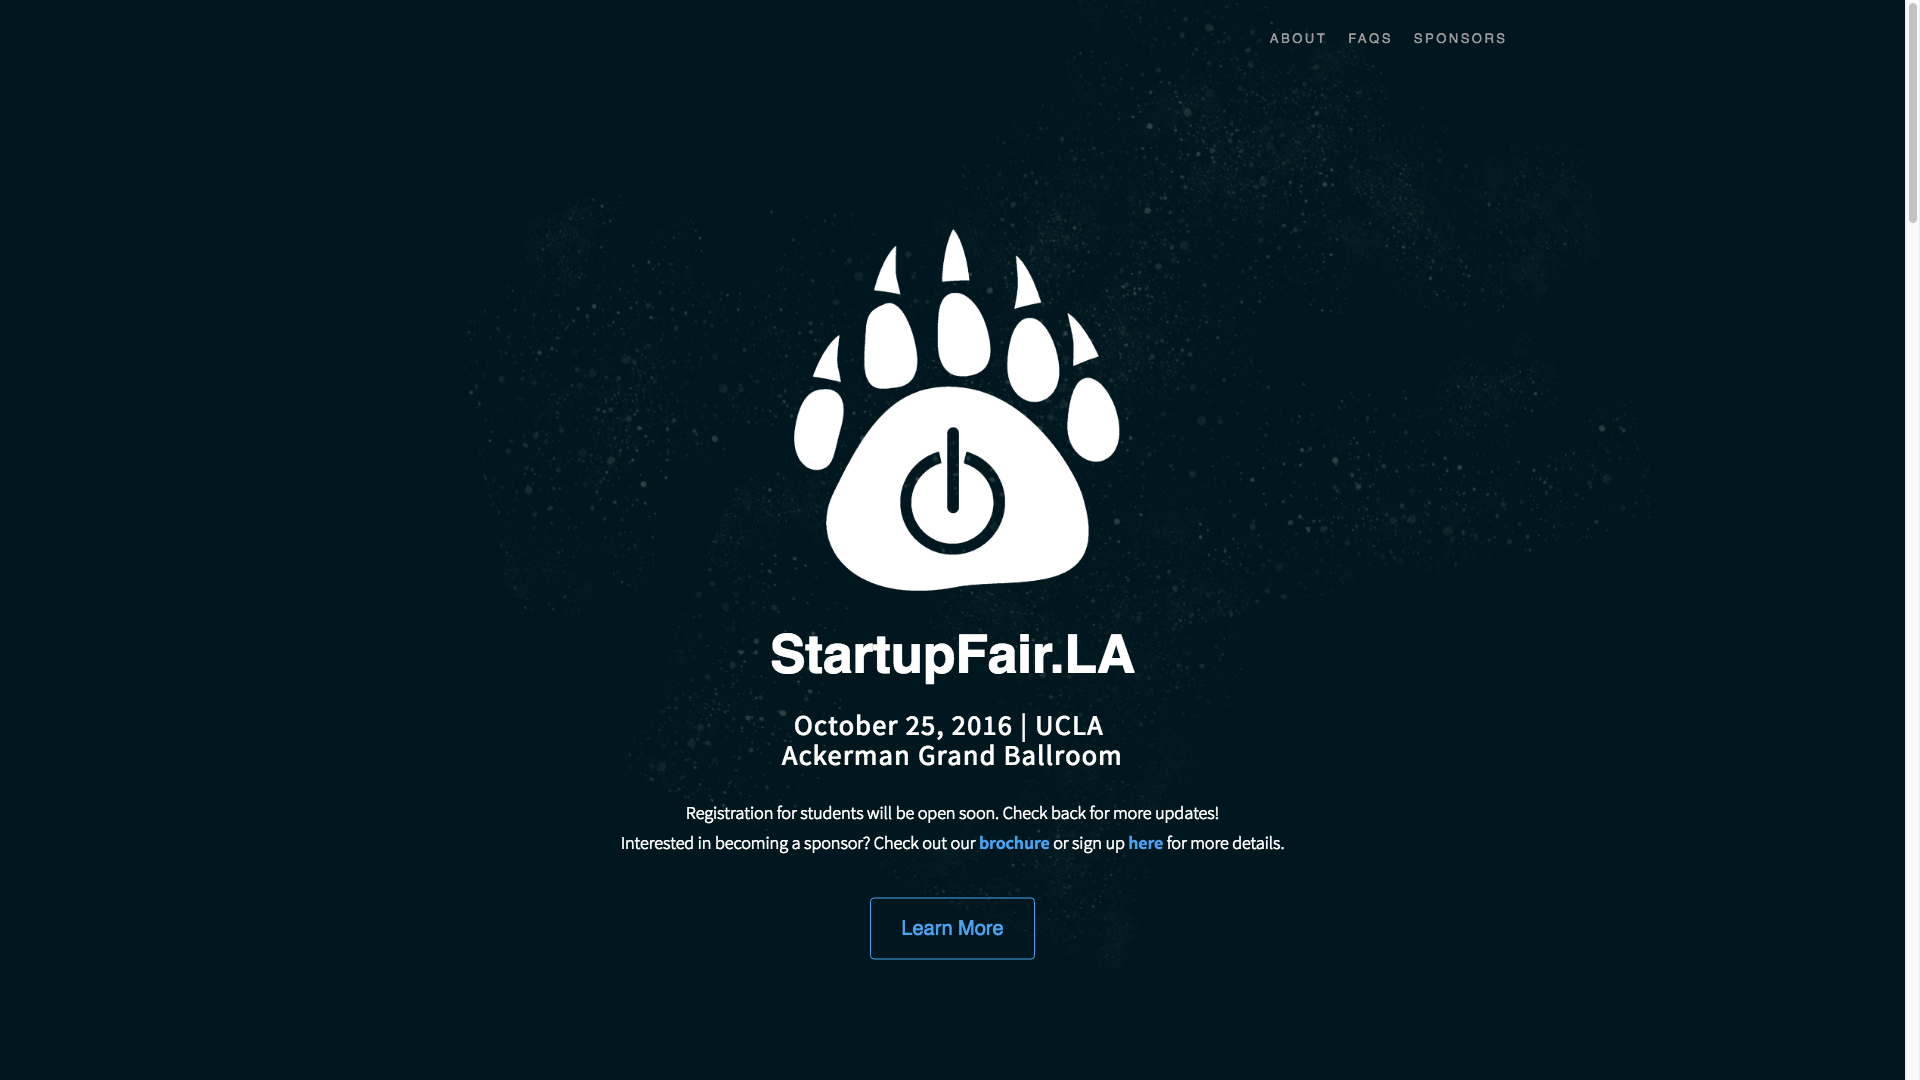 ABOUT FAQS SPONSORS
StartupFair.LA
October 25, 2016 | UCLA
Ackerman Grand Ballroom
Registration for students will be open soon. Check back for more updates!
Interested in becoming a sponsor? Check out our brochure or sign up here for more details.
Learn More